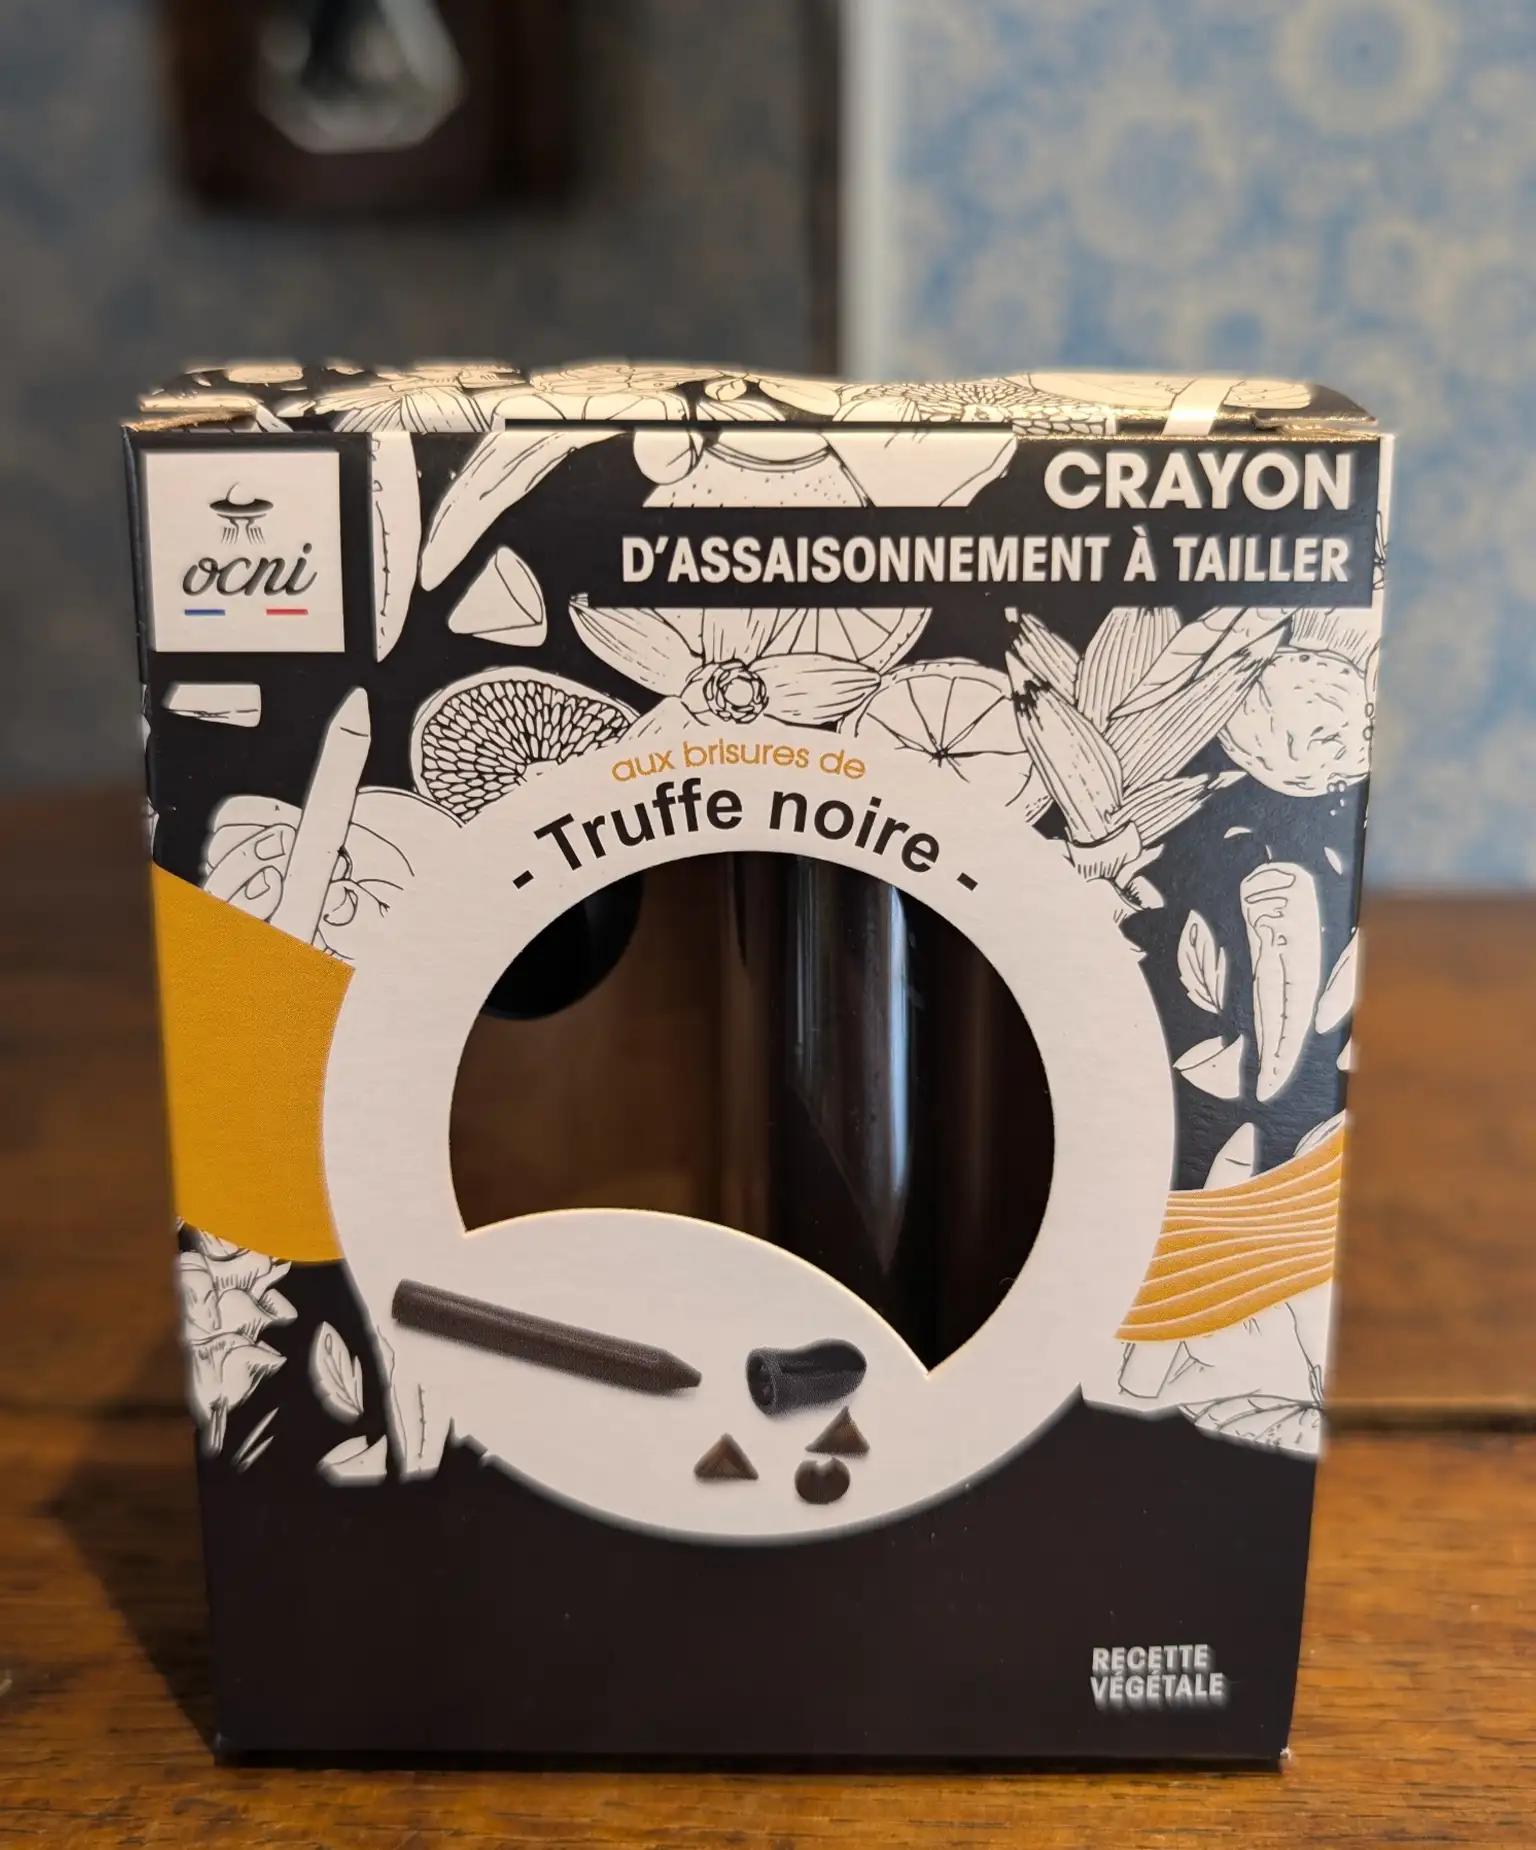 ocni
CRAYON
D'ASSAISONNEMENT À TAILLER
aux brisures de
- Truffe noire -
RECETTE
VÉGÉTALE